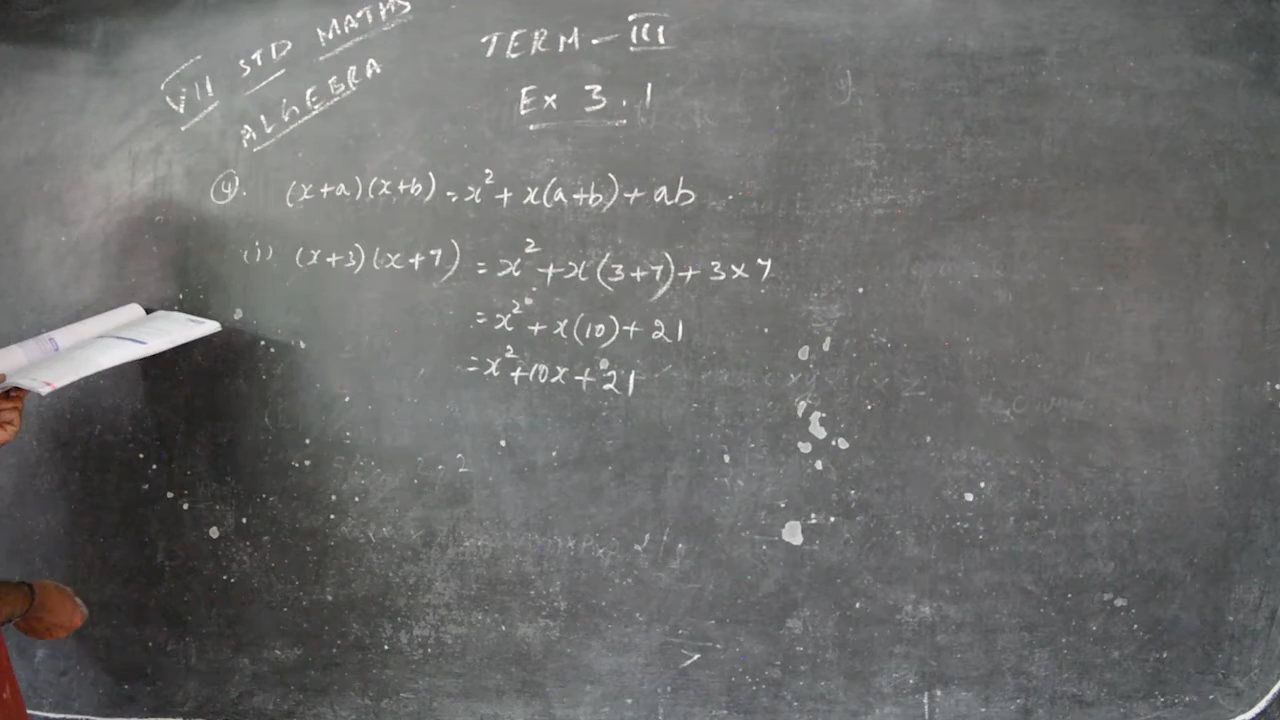 VII STD MATHS
ALGEBRA
TERM - III
Ex 3.1
④. (x+a)(x+b) = x² + x(a+b) + ab
(i) (x+3)(x+7) = x² + x(3+7) + 3×7
= x² + x(10) + 21
= x² + 10x + 21